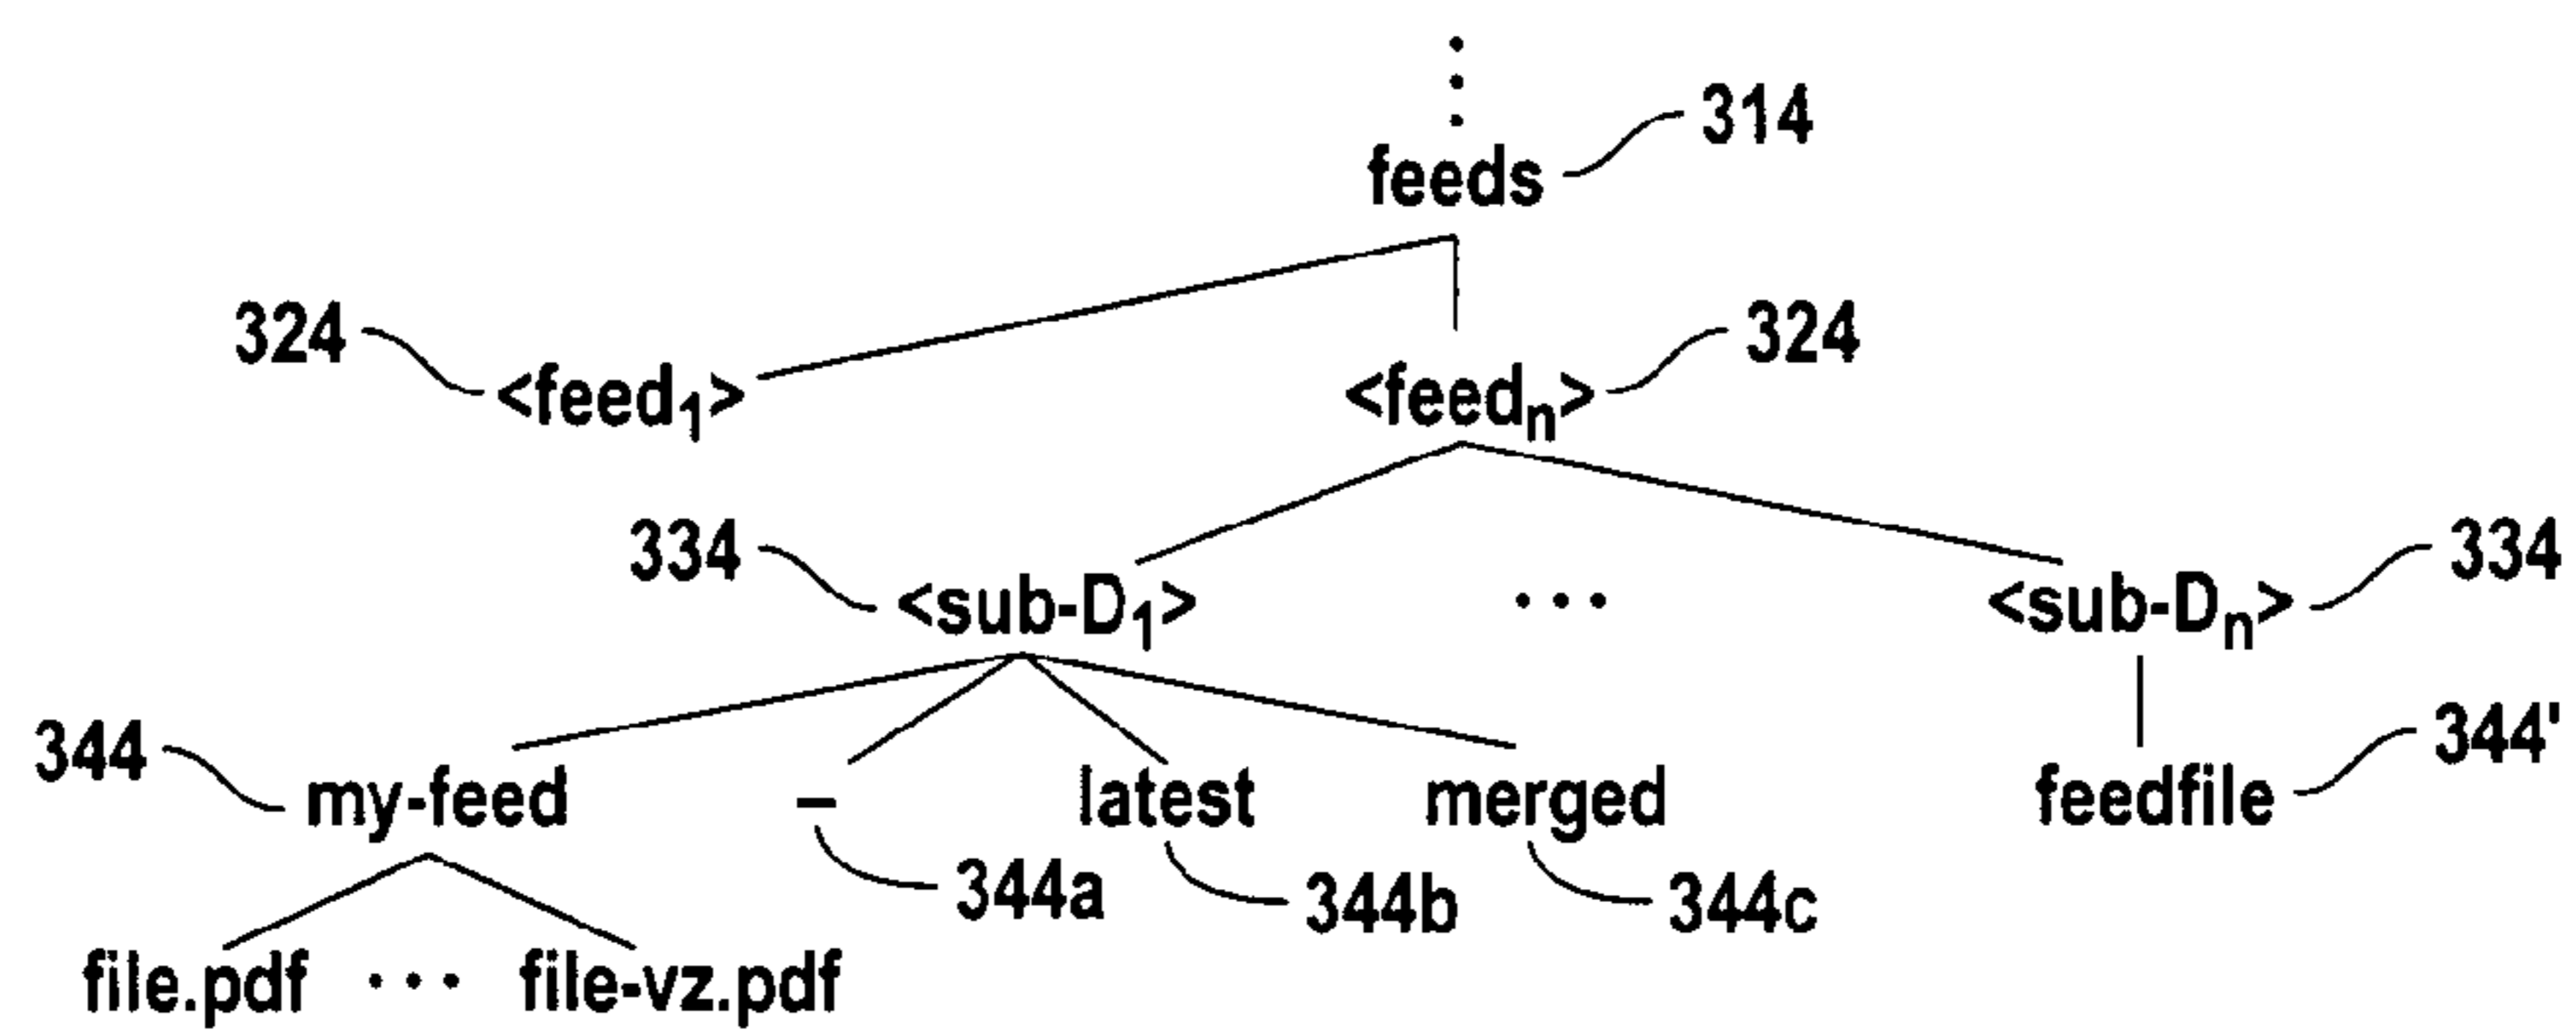 314
feeds
324 <feed₁> <feedₙ> 324
334 <sub-D₁> ... <sub-Dₙ> 334
344 my-feed – latest merged feedfile 344'
344a 344b 344c
file.pdf ... file-vz.pdf